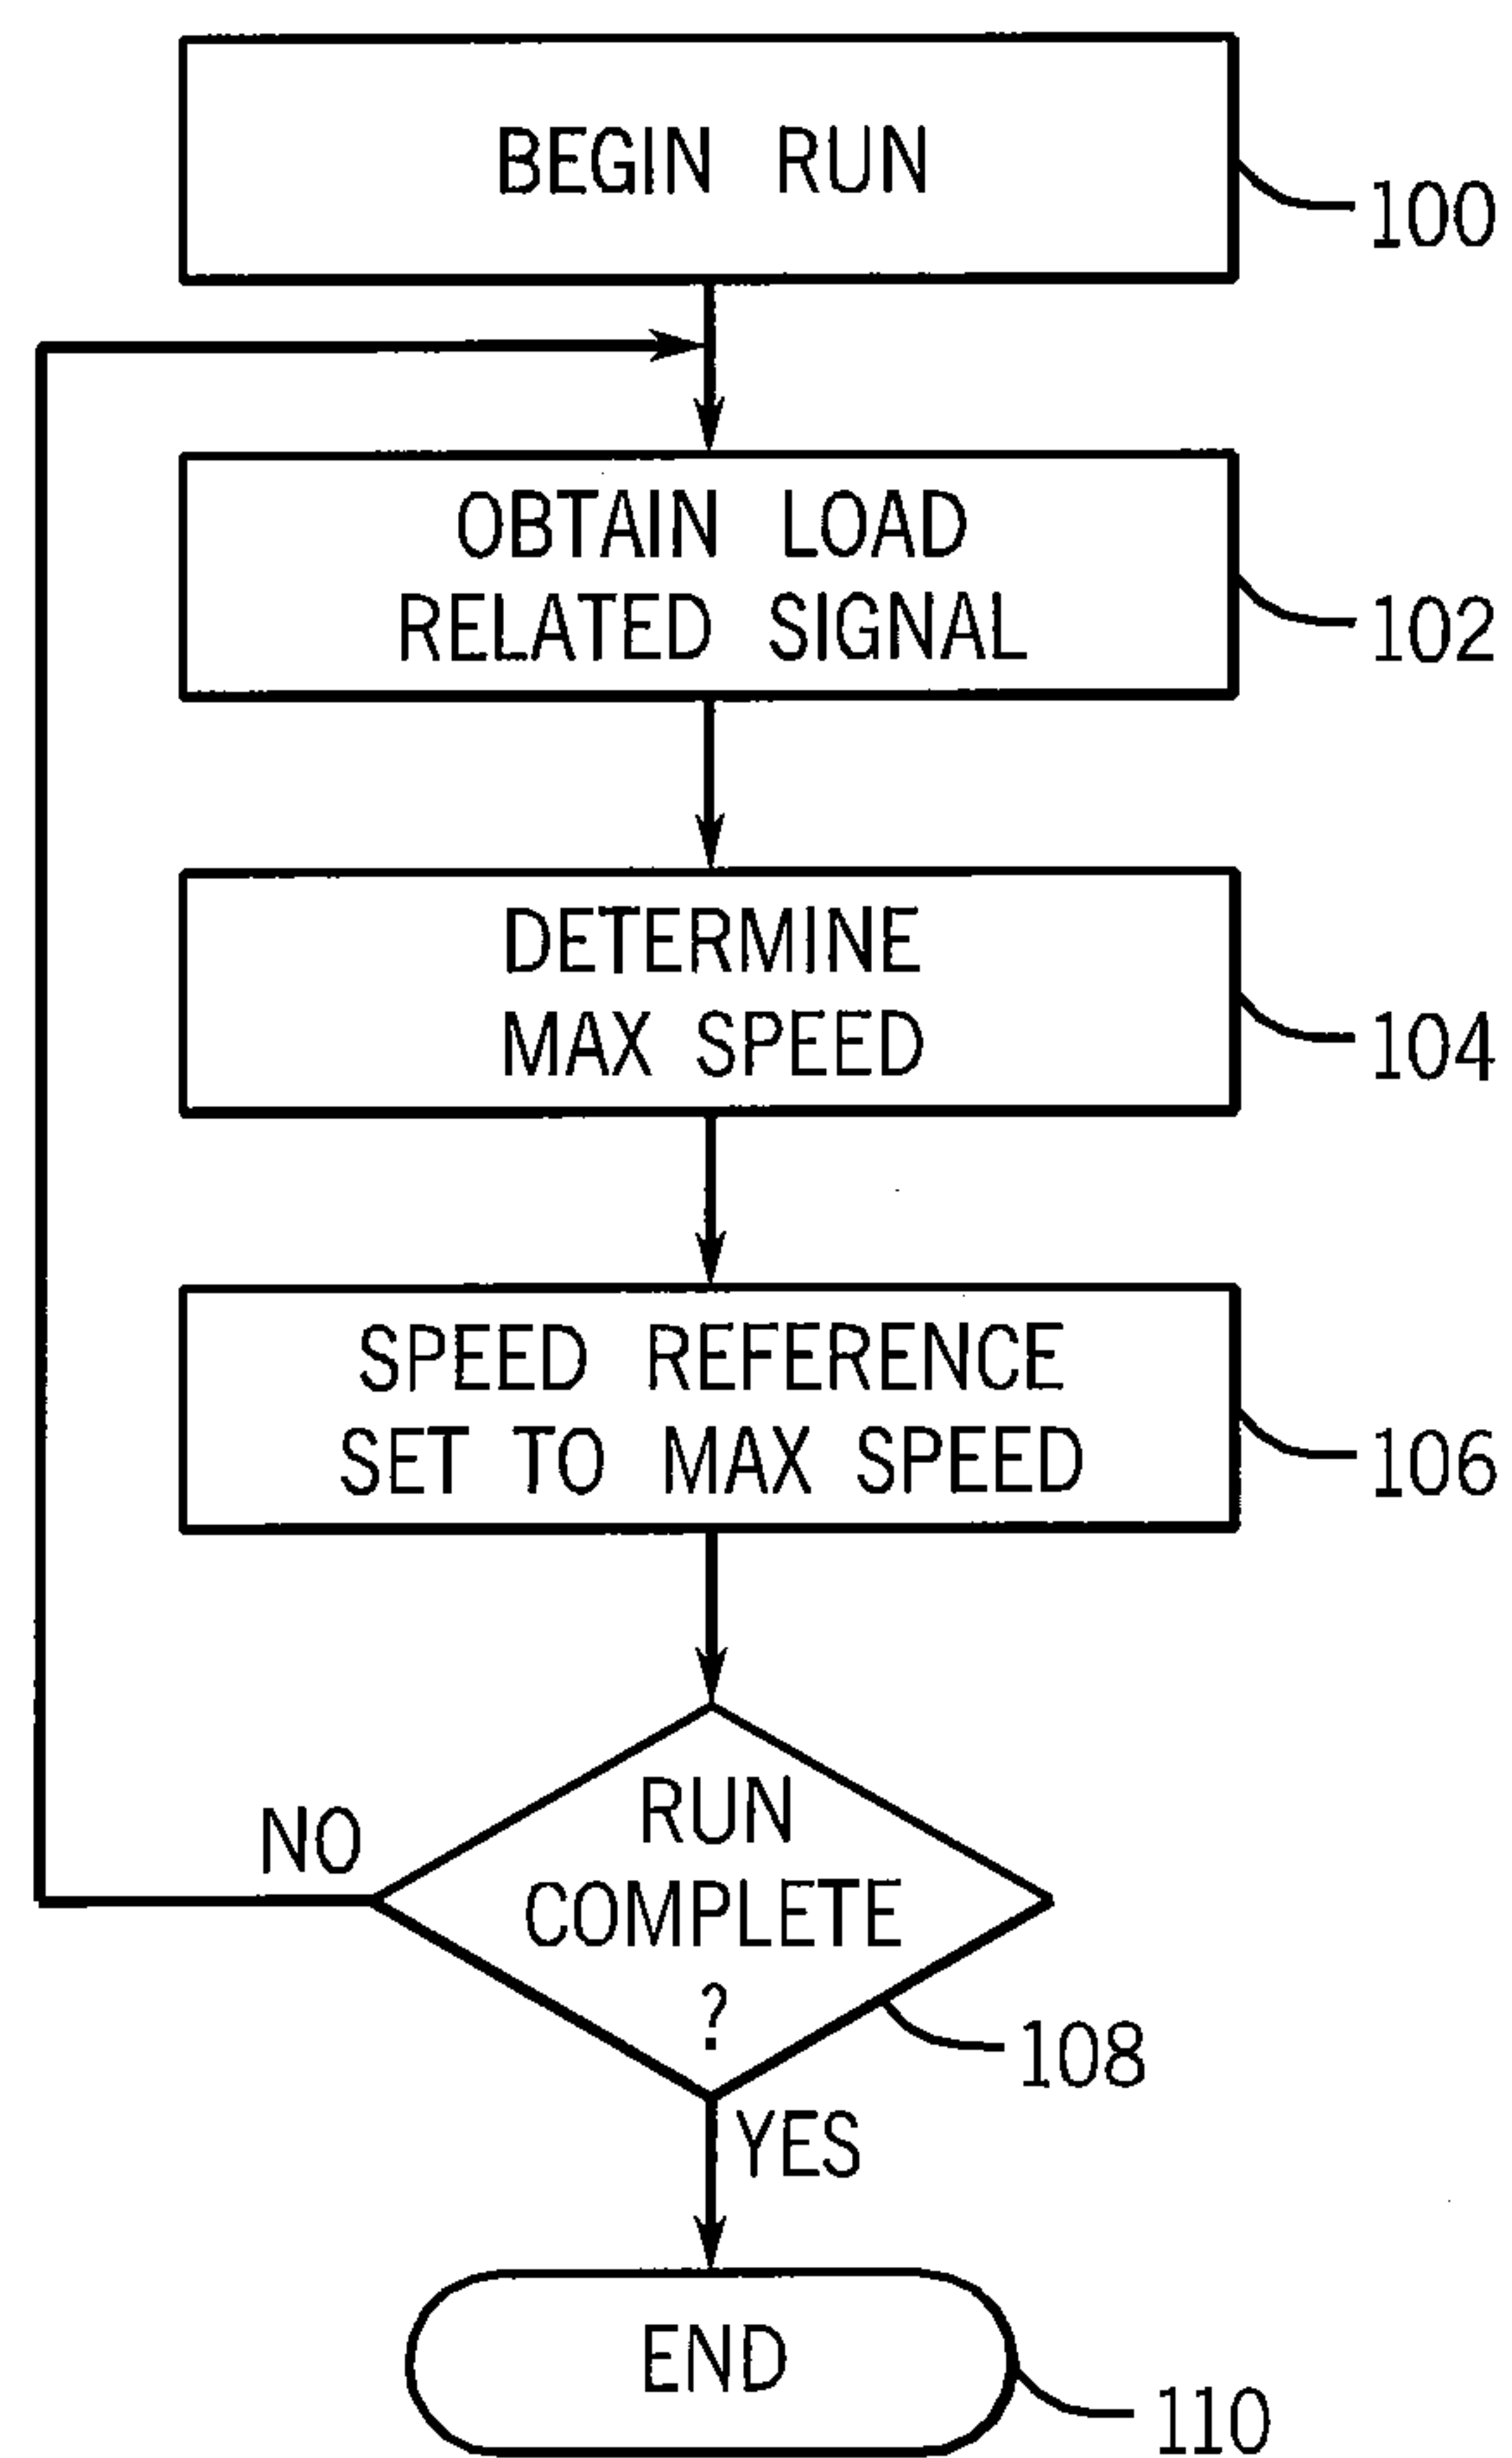 BEGIN RUN
100
OBTAIN LOAD
RELATED SIGNAL
102
DETERMINE
MAX SPEED
104
SPEED REFERENCE
SET TO MAX SPEED
106
RUN
COMPLETE
?
NO
108
YES
END
110